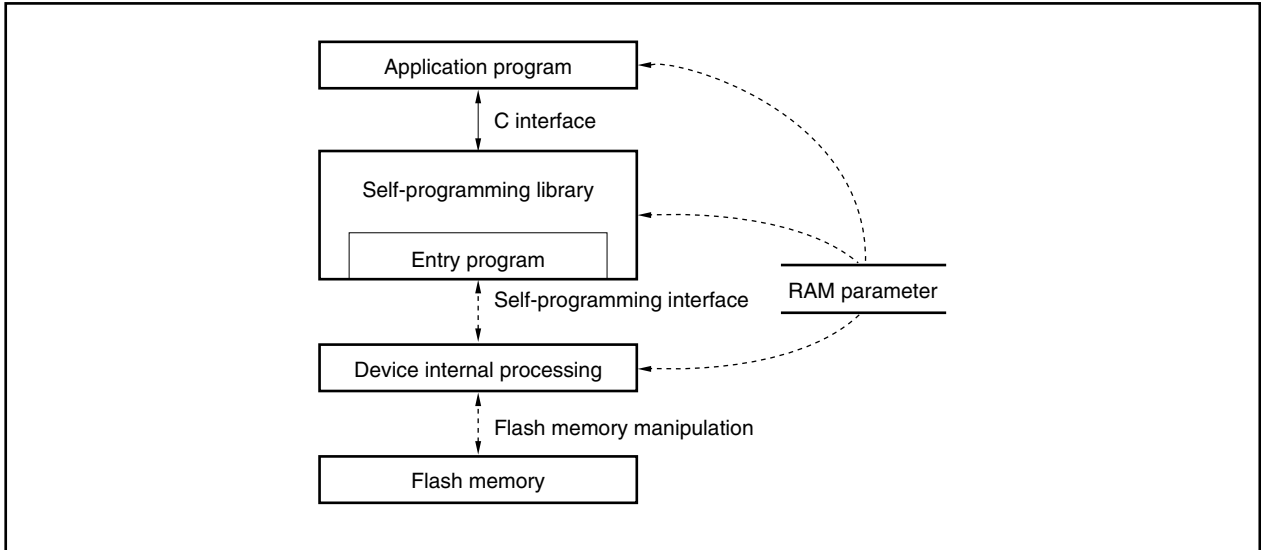 Application program
C interface
Self-programming library
Entry program
Self-programming interface
RAM parameter
Device internal processing
Flash memory manipulation
Flash memory